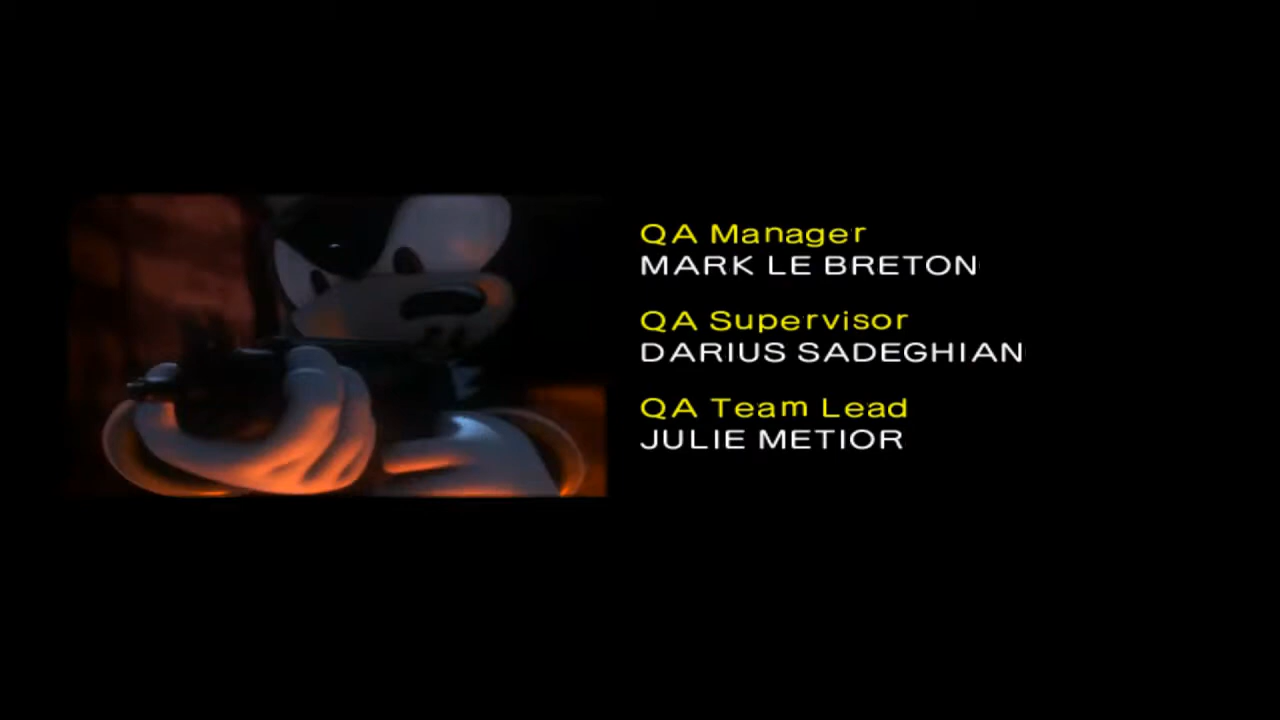 QA Manager
MARK LE BRETON
QA Supervisor
DARIUS SADEGHIAN
QA Team Lead
JULIE METIOR